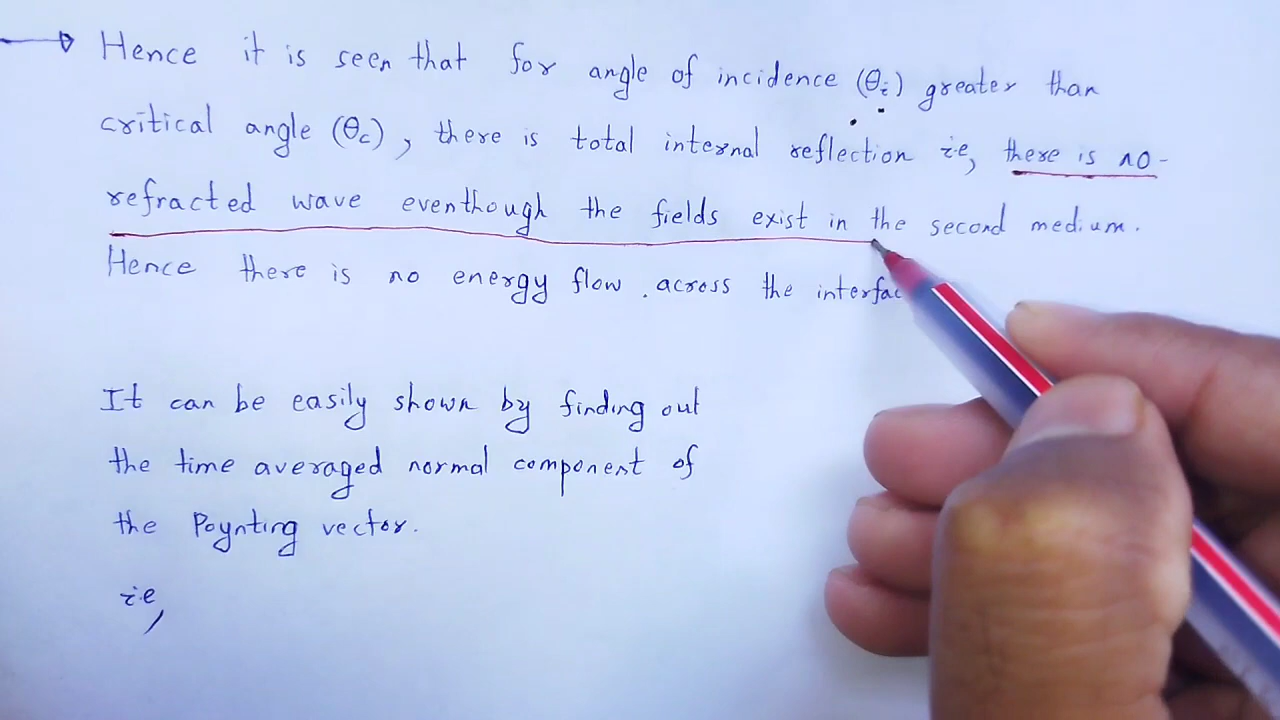 Hence it is seen that for angle of incidence (θi) greater than
critical angle (θc), there is total internal reflection ie, there is no-
refracted wave eventhough the fields exist in the second medium.
Hence there is no energy flow across the interfac
It can be easily shown by finding out
the time averaged normal component of
the Poynting vector.
ie,